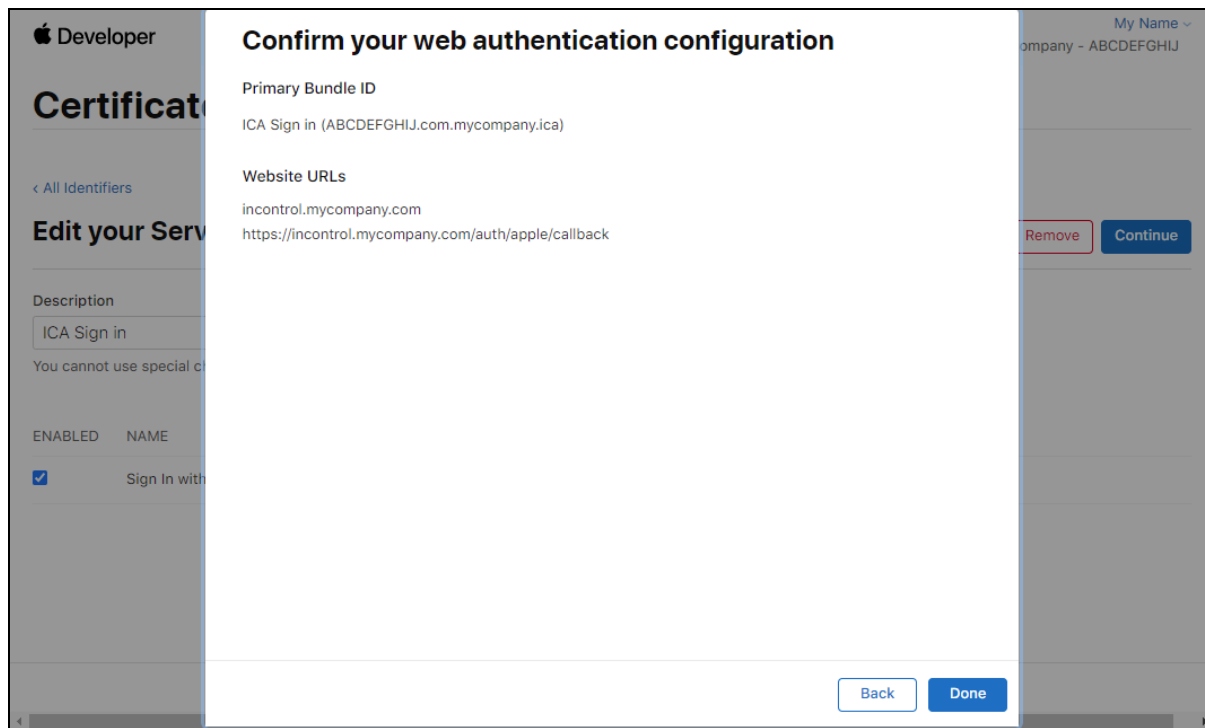 Developer
My Name
ompany - ABCDEFGHIJ
Certificat
< All Identifiers
Edit your Serv
Remove
Continue
Description
ICA Sign in
You cannot use special c
ENABLED NAME
Sign In with
Confirm your web authentication configuration
Primary Bundle ID
ICA Sign in (ABCDEFGHIJ.com.mycompany.ica)
Website URLs
incontrol.mycompany.com
https://incontrol.mycompany.com/auth/apple/callback
Back
Done